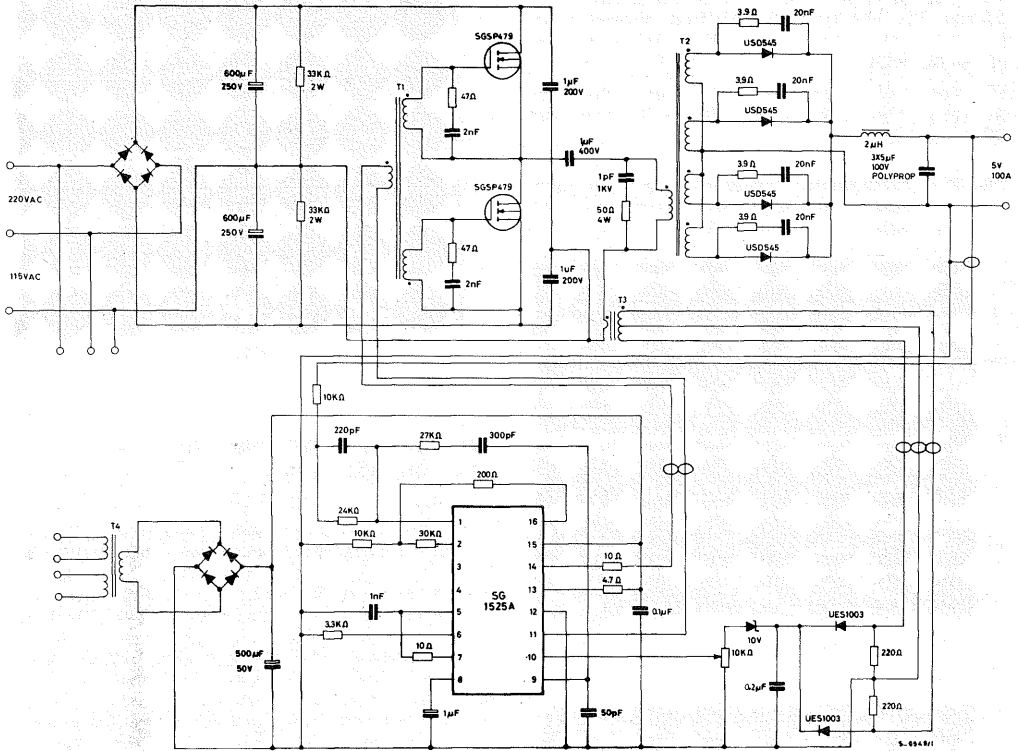 3.9Ω 20nF
T2
USD545
SGSP479
600µF
250V
33KΩ
2W
T1
47Ω
2nF
1µF
200V
3.9Ω 20nF
USD545
1µF
400V
2µH
3X5µF
100V
POLYPROP
5V
100A
220VAC
SGSP479
1pF
1KV
50Ω
4W
3.9Ω 20nF
USD545
600µF
250V
33KΩ
2W
47Ω
2nF
3.9Ω 20nF
USD545
115VAC
1uF
200V
T3
10KΩ
220pF
27KΩ
300pF
200Ω
24KΩ
T4
10KΩ
30KΩ
1 16
2 15
3 14
4 13
5 12
6 11
7 10
8 9
SG
1525A
10Ω
4.7Ω
1nF
0.1µF
3.3KΩ
10Ω
500µF
50V
1µF
50pF
10KΩ
10V
UES1003
220Ω
0.2µF
220Ω
UES1003
S-6948/1